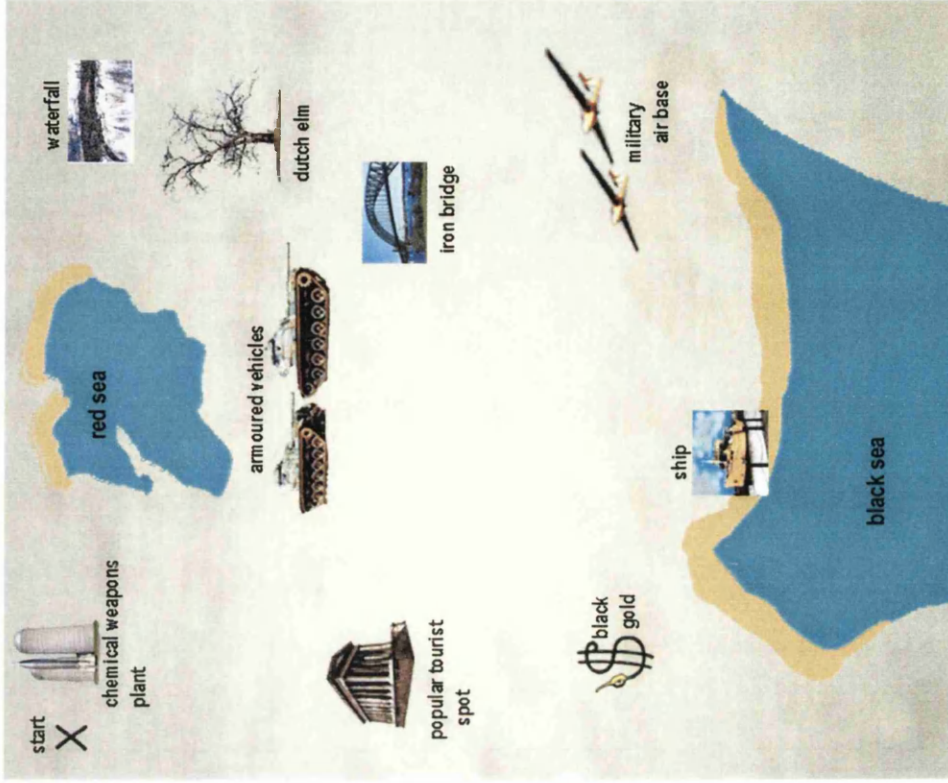 start
X
chemical weapons
plant
red sea
waterfall
dutch elm
armoured vehicles
iron bridge
popular tourist
spot
black
gold
ship
military
air base
black sea